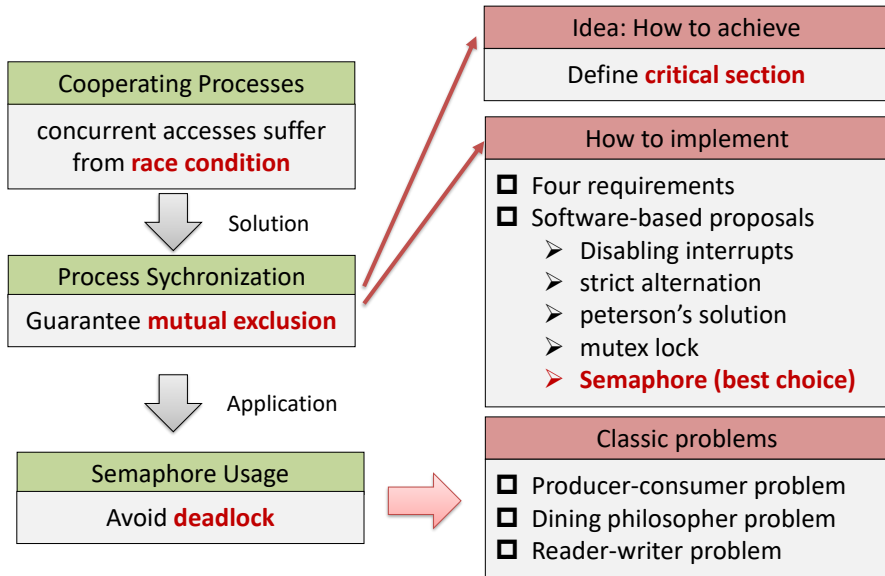 Cooperating Processes
concurrent accesses suffer
from race condition
Solution
Process Sychronization
Guarantee mutual exclusion
Application
Semaphore Usage
Avoid deadlock
Idea: How to achieve
Define critical section
How to implement
Four requirements
Software-based proposals
Disabling interrupts
strict alternation
peterson's solution
mutex lock
Semaphore (best choice)
Classic problems
Producer-consumer problem
Dining philosopher problem
Reader-writer problem